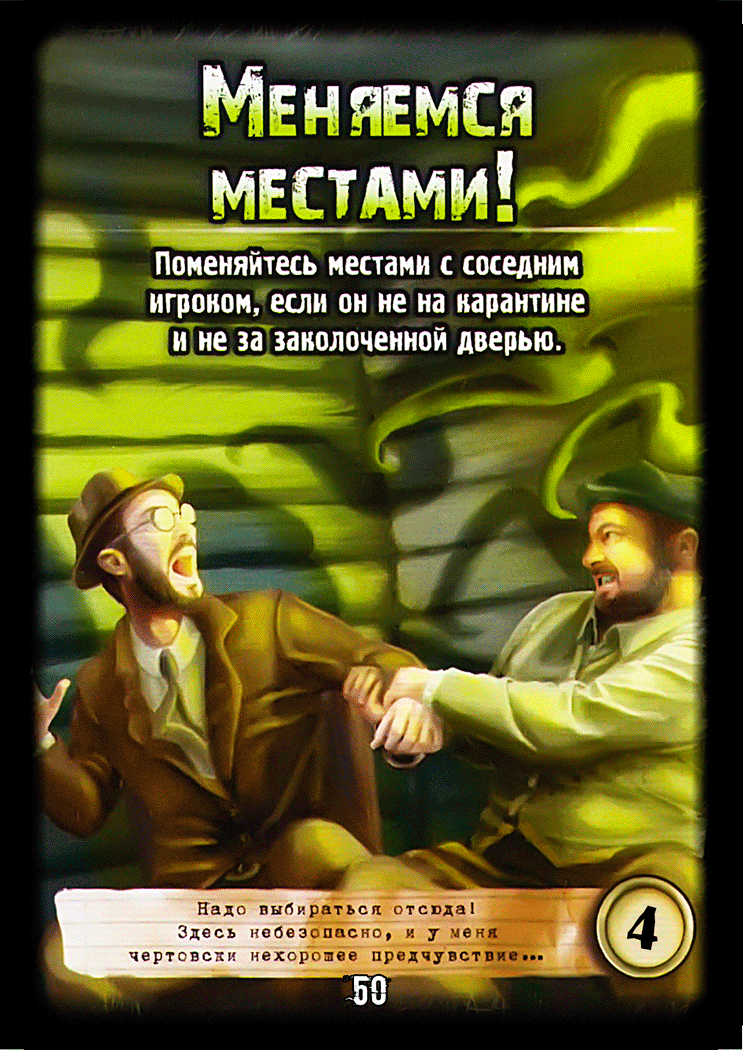 Меняемся
местами!
Поменяйтесь местами с соседним
игроком, если он не на карантине
и не за заколоченной дверью.
Надо выбираться отсюда!
Здесь небезопасно, и у меня
чертовски нехорошее предчувствие...
4
50